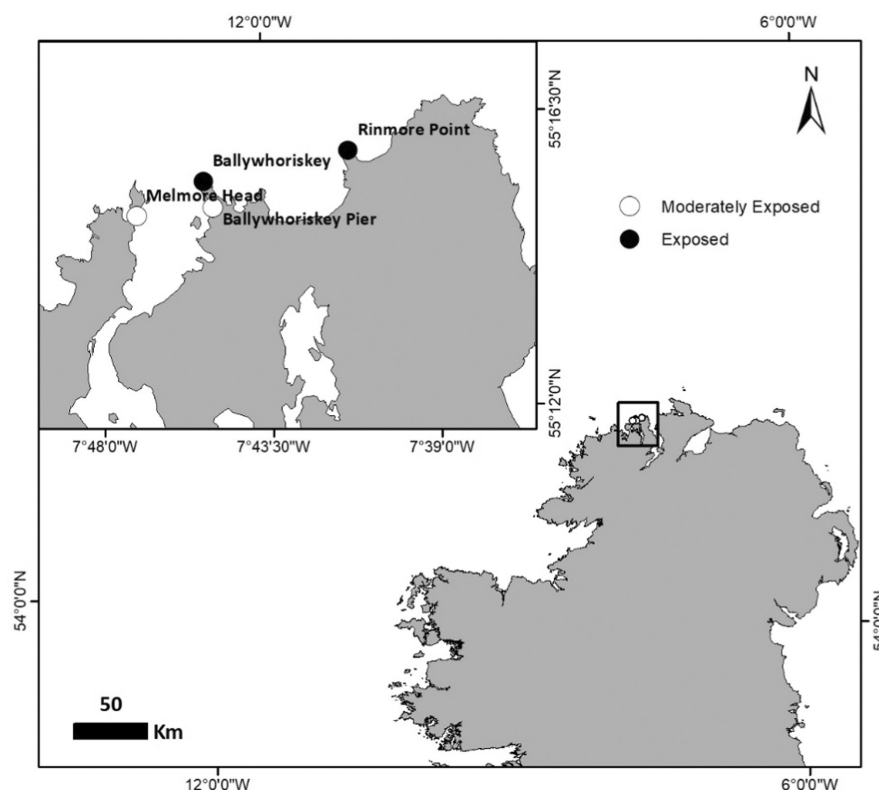 12°0'0"W
6°0'0"W
N
55°16'30"N
Rinmore Point
Ballywhoriskey
Melmore Head
Ballywhoriskey Pier
Moderately Exposed
Exposed
55°12'0"N
7°48'0"W
7°43'30"W
7°39'0"W
54°0'0"N
54°0'0"N
50
Km
12°0'0"W
6°0'0"W